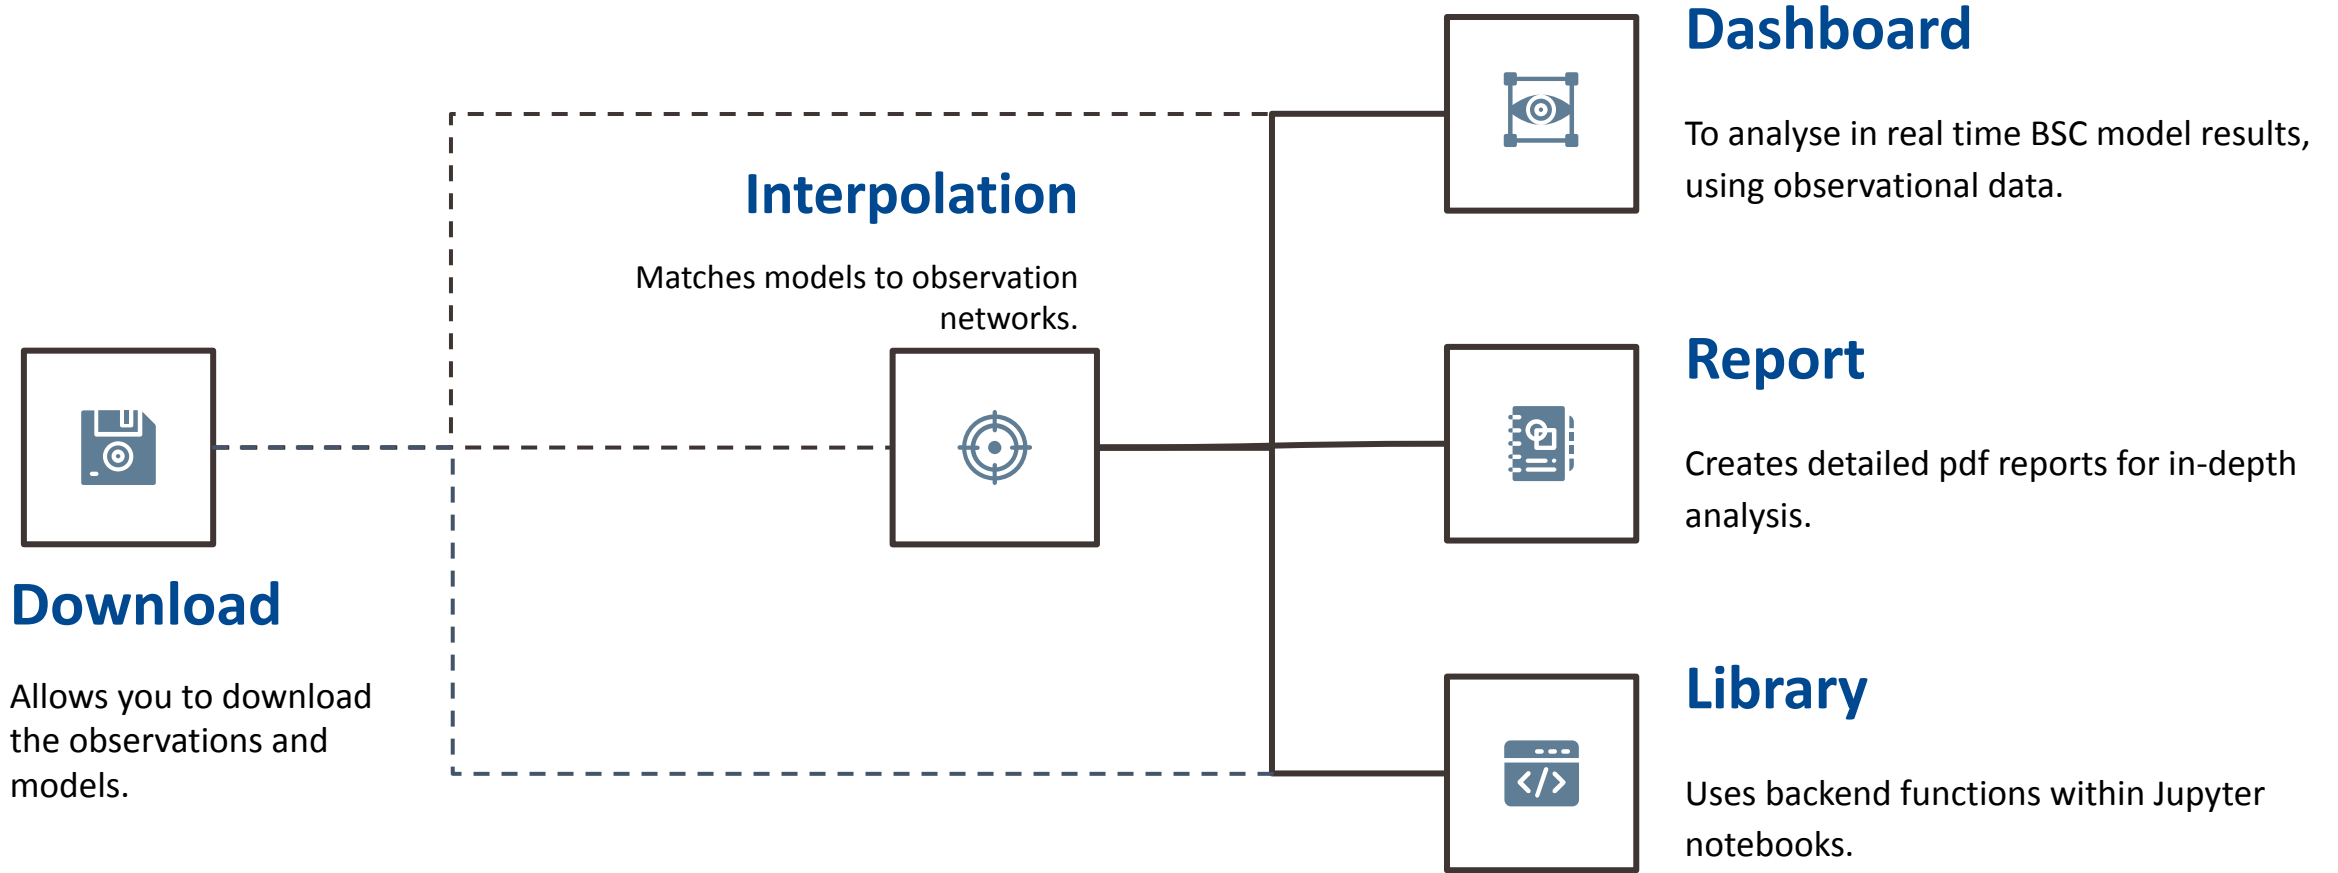 Download
Allows you to download
the observations and
models.
Interpolation
Matches models to observation
networks.
Dashboard
To analyse in real time BSC model results,
using observational data.
Report
Creates detailed pdf reports for in-depth
analysis.
Library
Uses backend functions within Jupyter
notebooks.